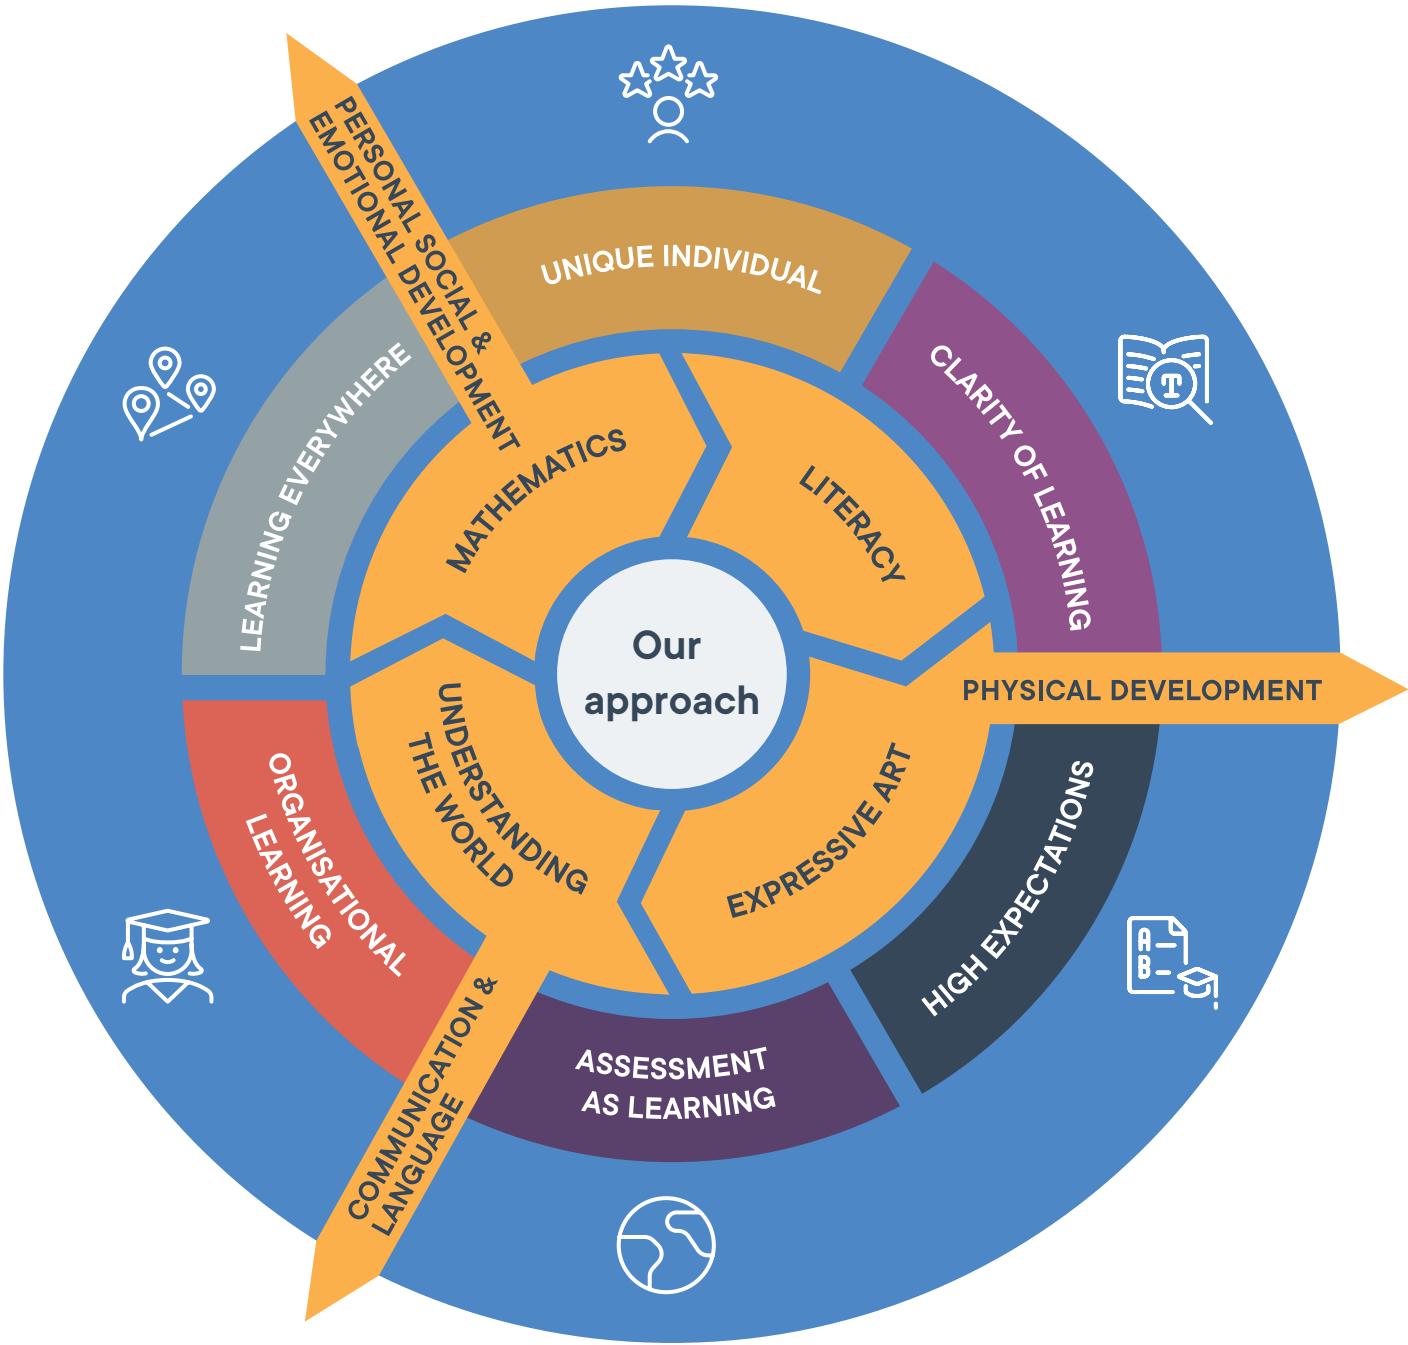 Our
approach
MATHEMATICS
LITERACY
EXPRESSIVE ART
UNDERSTANDING
THE WORLD
PERSONAL SOCIAL &
EMOTIONAL DEVELOPMENT
PHYSICAL DEVELOPMENT
COMMUNICATION &
LANGUAGE
UNIQUE INDIVIDUAL
CLARITY OF LEARNING
HIGH EXPECTATIONS
ASSESSMENT
AS LEARNING
ORGANISATIONAL
LEARNING
LEARNING EVERYWHERE
T
A
B